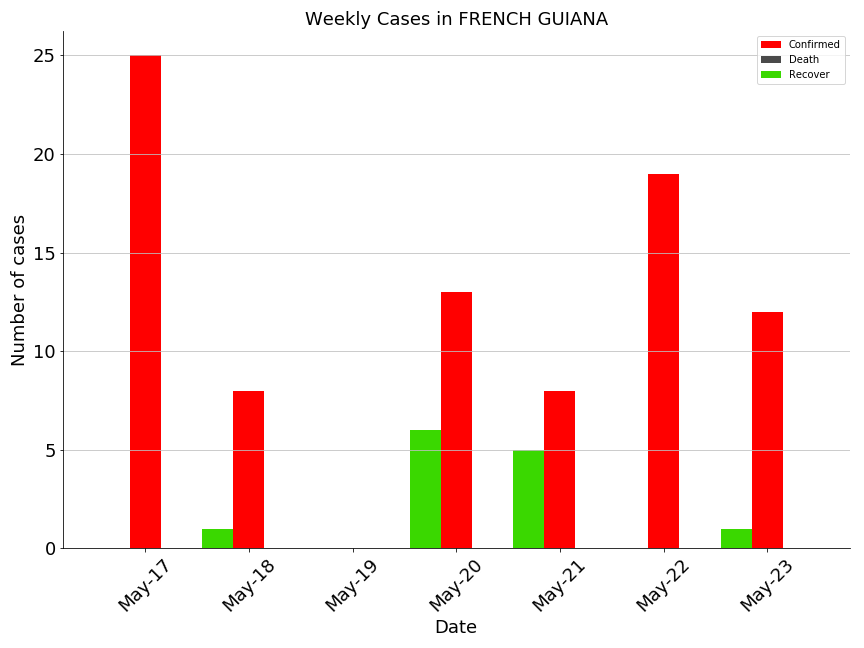 Weekly Cases in FRENCH GUIANA
Confirmed
Death
Recover
Number of cases
25
20
15
10
5
0
May-17
May-18
May-19
May-20
May-21
May-22
May-23
Date